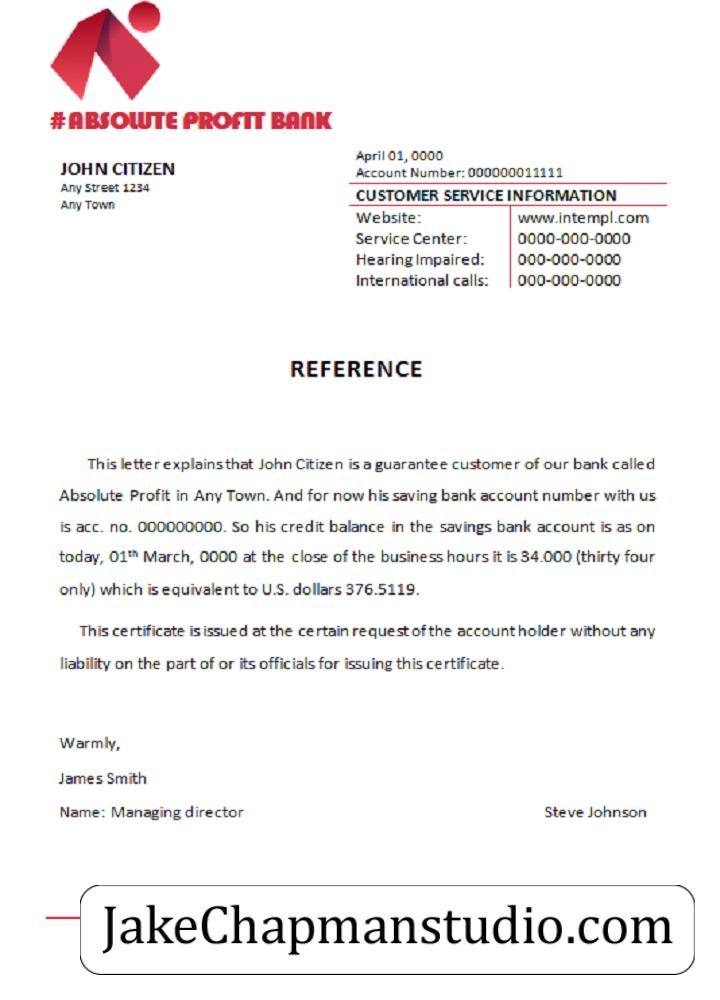 #ABSOLUTE PROFIT BANK
JOHN CITIZEN
Any Street 1234
Any Town
April 01, 0000
Account Number: 000000011111
CUSTOMER SERVICE INFORMATION
Website: www.intempl.com
Service Center: 0000-000-0000
Hearing Impaired: 000-000-0000
International calls: 000-000-0000
REFERENCE
This letter explains that John Citizen is a guarantee customer of our bank called
Absolute Profit in Any Town. And for now his saving bank account number with us
is acc. no. 000000000. So his credit balance in the savings bank account is as on
today, 01th March, 0000 at the close of the business hours it is 34.000 (thirty four
only) which is equivalent to U.S. dollars 376.5119.
This certificate is issued at the certain request of the account holder without any
liability on the part of or its officials for issuing this certificate.
Warmly,
James Smith
Name: Managing director Steve Johnson
JakeChapmanstudio.com